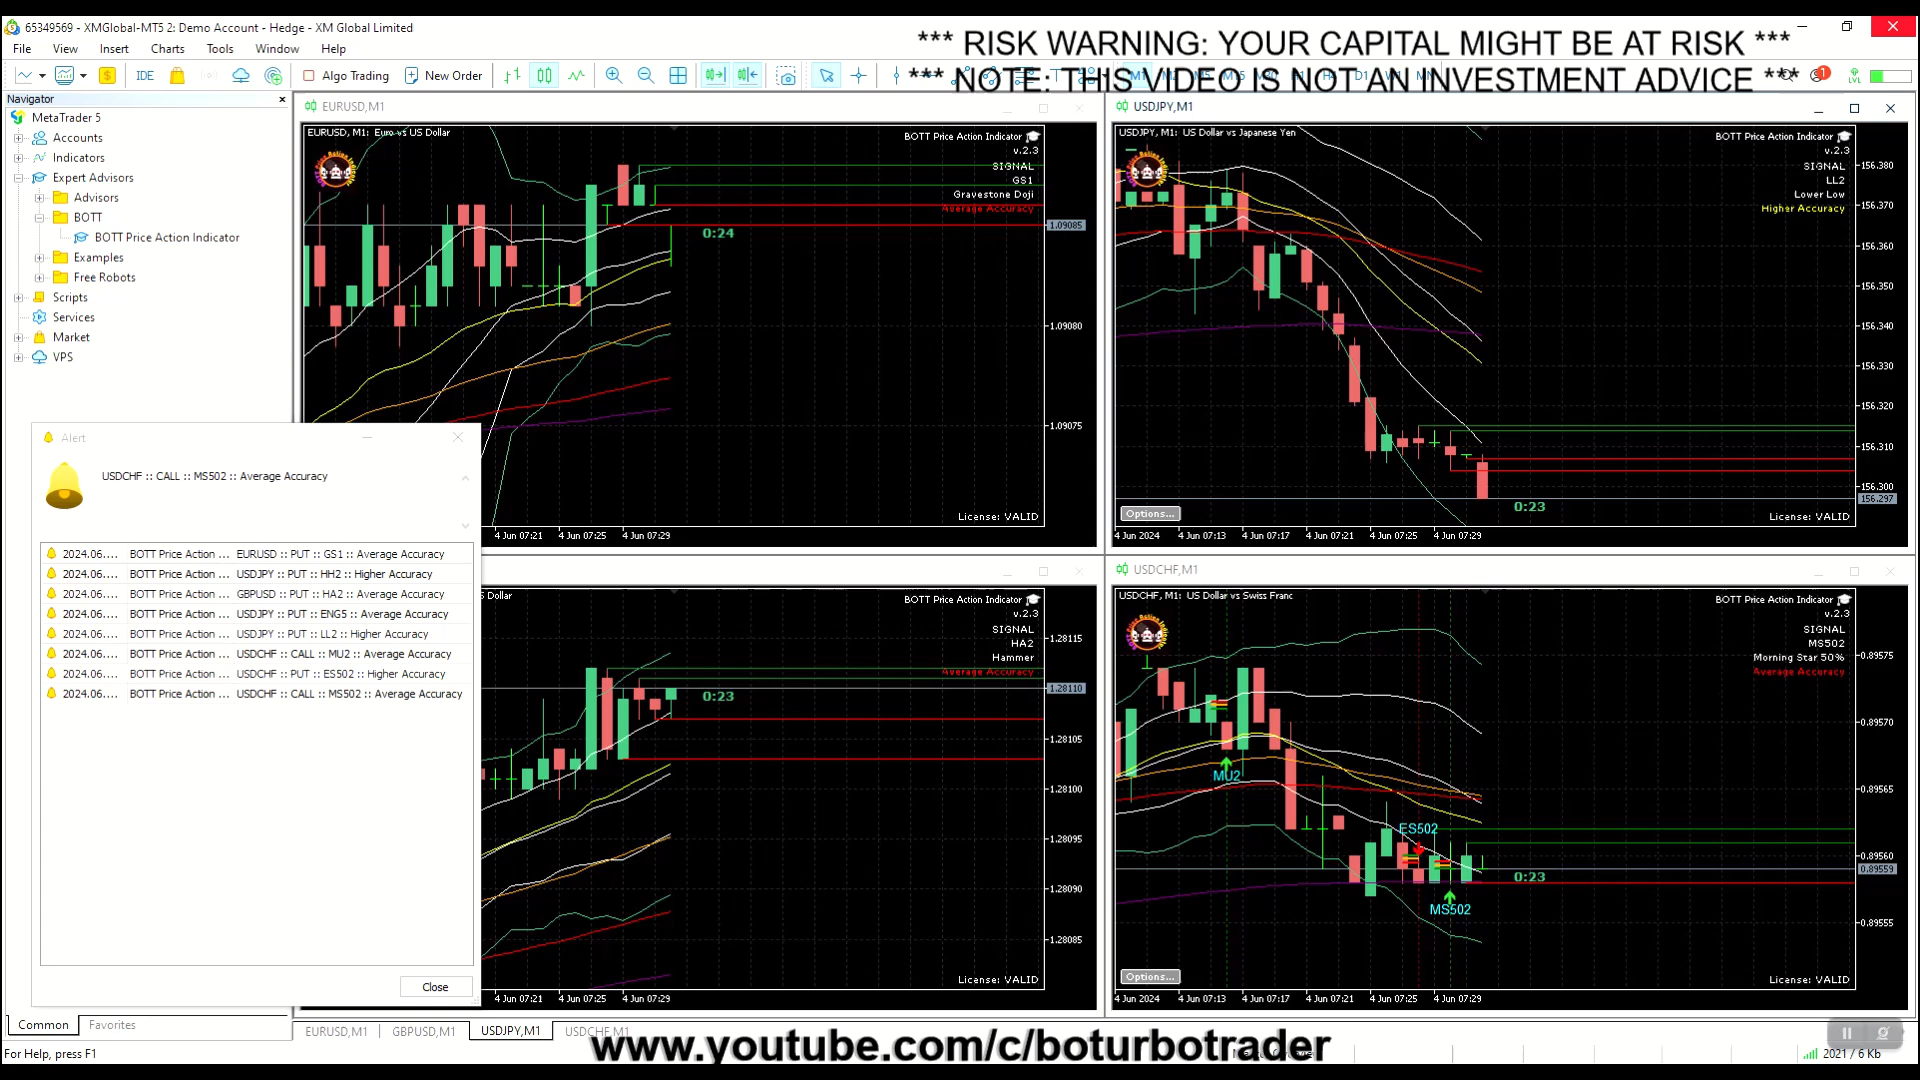 65349569 - XMGlobal-MT5 2: Demo Account - Hedge - XM Global Limited
*** RISK WARNING: YOUR CAPITAL MIGHT BE AT RISK ***
File View Insert Charts Tools Window Help
IDE Algo Trading New Order
*** NOTE: THIS VIDEO IS NOT AN INVESTMENT ADVICE ***
Navigator
MetaTrader 5
Accounts
Indicators
Expert Advisors
Advisors
BOTT
BOTT Price Action Indicator
Examples
Free Robots
Scripts
Services
Market
VPS
EURUSD,M1
EURUSD, M1: Euro vs US Dollar
BOTT Price Action Indicator
v.2.3
SIGNAL
GS1
Gravestone Doji
Average Accuracy
0:24
1.09085
1.09080
1.09075
License: VALID
4 Jun 07:21 4 Jun 07:25 4 Jun 07:29
USDJPY,M1
USDJPY, M1: US Dollar vs Japanese Yen
BOTT Price Action Indicator
v.2.3
SIGNAL
LL2
Lower Low
Higher Accuracy
156.380
156.370
156.360
156.350
156.340
156.330
156.320
156.310
156.300
156.297
0:23
Options...
License: VALID
4 Jun 2024 4 Jun 07:13 4 Jun 07:17 4 Jun 07:21 4 Jun 07:25 4 Jun 07:29
Alert
USDCHF :: CALL :: MS502 :: Average Accuracy
2024.06.... BOTT Price Action ... EURUSD :: PUT :: GS1 :: Average Accuracy
2024.06.... BOTT Price Action ... USDJPY :: PUT :: HH2 :: Higher Accuracy
2024.06.... BOTT Price Action ... GBPUSD :: PUT :: HA2 :: Average Accuracy
2024.06.... BOTT Price Action ... USDJPY :: PUT :: ENG5 :: Average Accuracy
2024.06.... BOTT Price Action ... USDJPY :: PUT :: LL2 :: Higher Accuracy
2024.06.... BOTT Price Action ... USDCHF :: CALL :: MU2 :: Average Accuracy
2024.06.... BOTT Price Action ... USDCHF :: PUT :: ES502 :: Higher Accuracy
2024.06.... BOTT Price Action ... USDCHF :: CALL :: MS502 :: Average Accuracy
Close
S Dollar
BOTT Price Action Indicator
v.2.3
SIGNAL
HA2
Hammer
Average Accuracy
0:23
1.28115
1.28110
1.28105
1.28100
1.28095
1.28090
1.28085
License: VALID
4 Jun 07:21 4 Jun 07:25 4 Jun 07:29
USDCHF,M1
USDCHF, M1: US Dollar vs Swiss Franc
BOTT Price Action Indicator
v.2.3
SIGNAL
MS502
Morning Star 50%
Average Accuracy
MU2
ES502
MS502
0:23
0.89575
0.89570
0.89565
0.89560
0.89559
0.89555
Options...
License: VALID
4 Jun 2024 4 Jun 07:13 4 Jun 07:17 4 Jun 07:21 4 Jun 07:25 4 Jun 07:29
Common Favorites
EURUSD,M1 GBPUSD,M1 USDJPY,M1 USDCHF,M1
www.youtube.com/c/boturbotrader
For Help, press F1
2021 / 6 Kb